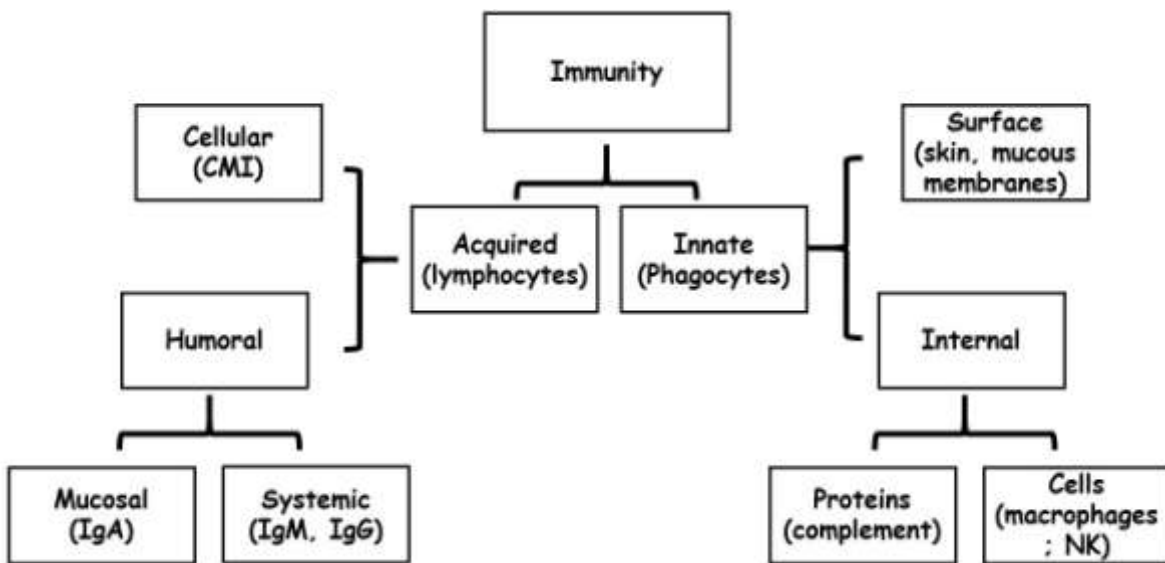 Immunity
Cellular
(CMI)
Surface
(skin, mucous
membranes)
Acquired
(lymphocytes)
Innate
(Phagocytes)
Humoral
Internal
Mucosal
(IgA)
Systemic
(IgM, IgG)
Proteins
(complement)
Cells
(macrophages
; NK)